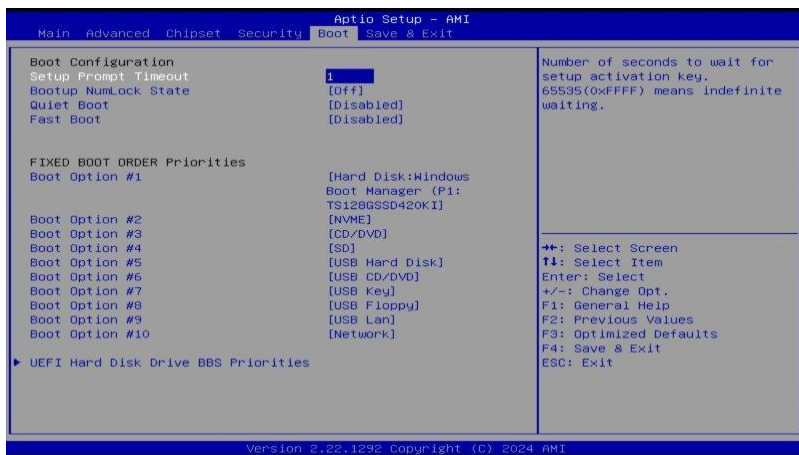 Aptio Setup – AMI
Main Advanced Chipset Security Boot Save & Exit
Boot Configuration
Setup Prompt Timeout 1
Bootup NumLock State [Off]
Quiet Boot [Disabled]
Fast Boot [Disabled]
FIXED BOOT ORDER Priorities
Boot Option #1 [Hard Disk:Windows
Boot Manager (P1:
TS128GSSD420KI]
Boot Option #2 [NVME]
Boot Option #3 [CD/DVD]
Boot Option #4 [SD]
Boot Option #5 [USB Hard Disk]
Boot Option #6 [USB CD/DVD]
Boot Option #7 [USB Key]
Boot Option #8 [USB Floppy]
Boot Option #9 [USB Lan]
Boot Option #10 [Network]
UEFI Hard Disk Drive BBS Priorities
Number of seconds to wait for
setup activation key.
65535(0xFFFF) means indefinite
waiting.
→←: Select Screen
↑↓: Select Item
Enter: Select
+/-: Change Opt.
F1: General Help
F2: Previous Values
F3: Optimized Defaults
F4: Save & Exit
ESC: Exit
Version 2.22.1292 Copyright (C) 2024 AMI